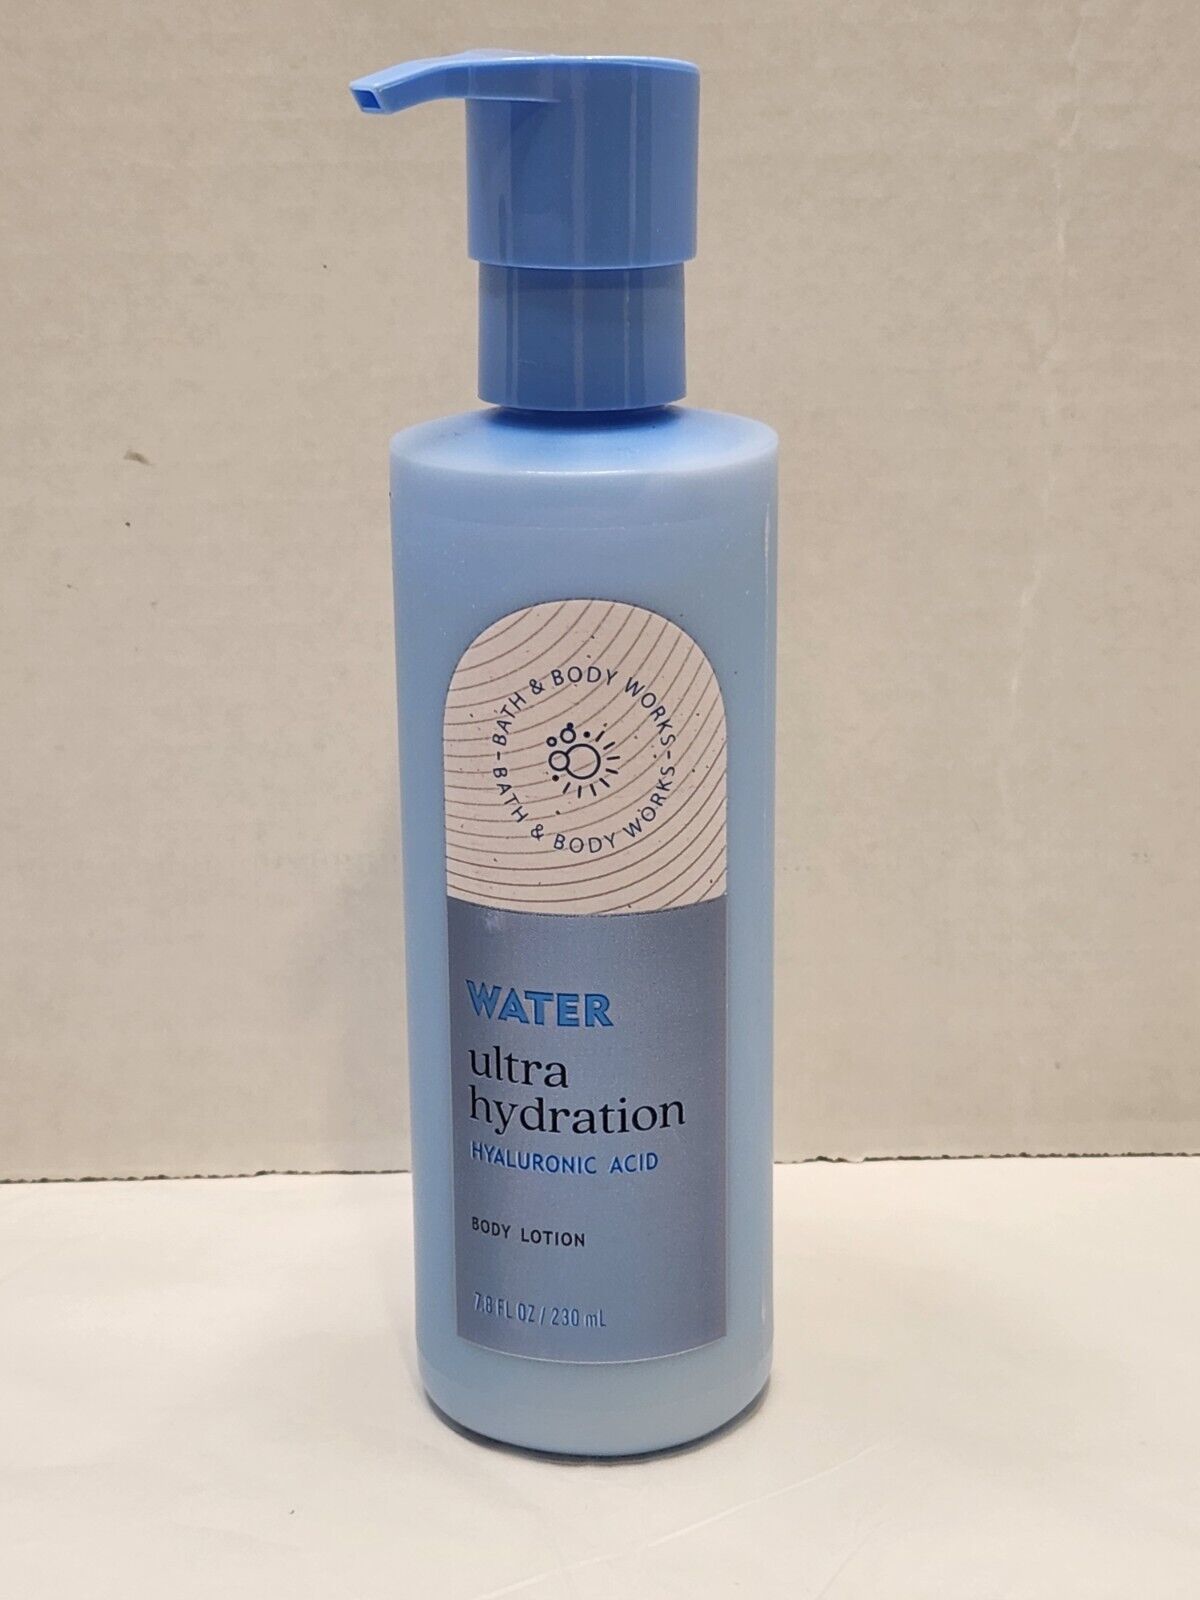 BATH & BODY WORKS -
BATH & BODY WORKS -
WATER
ultra
hydration
HYALURONIC ACID
BODY LOTION
7.8 FL OZ / 230 mL